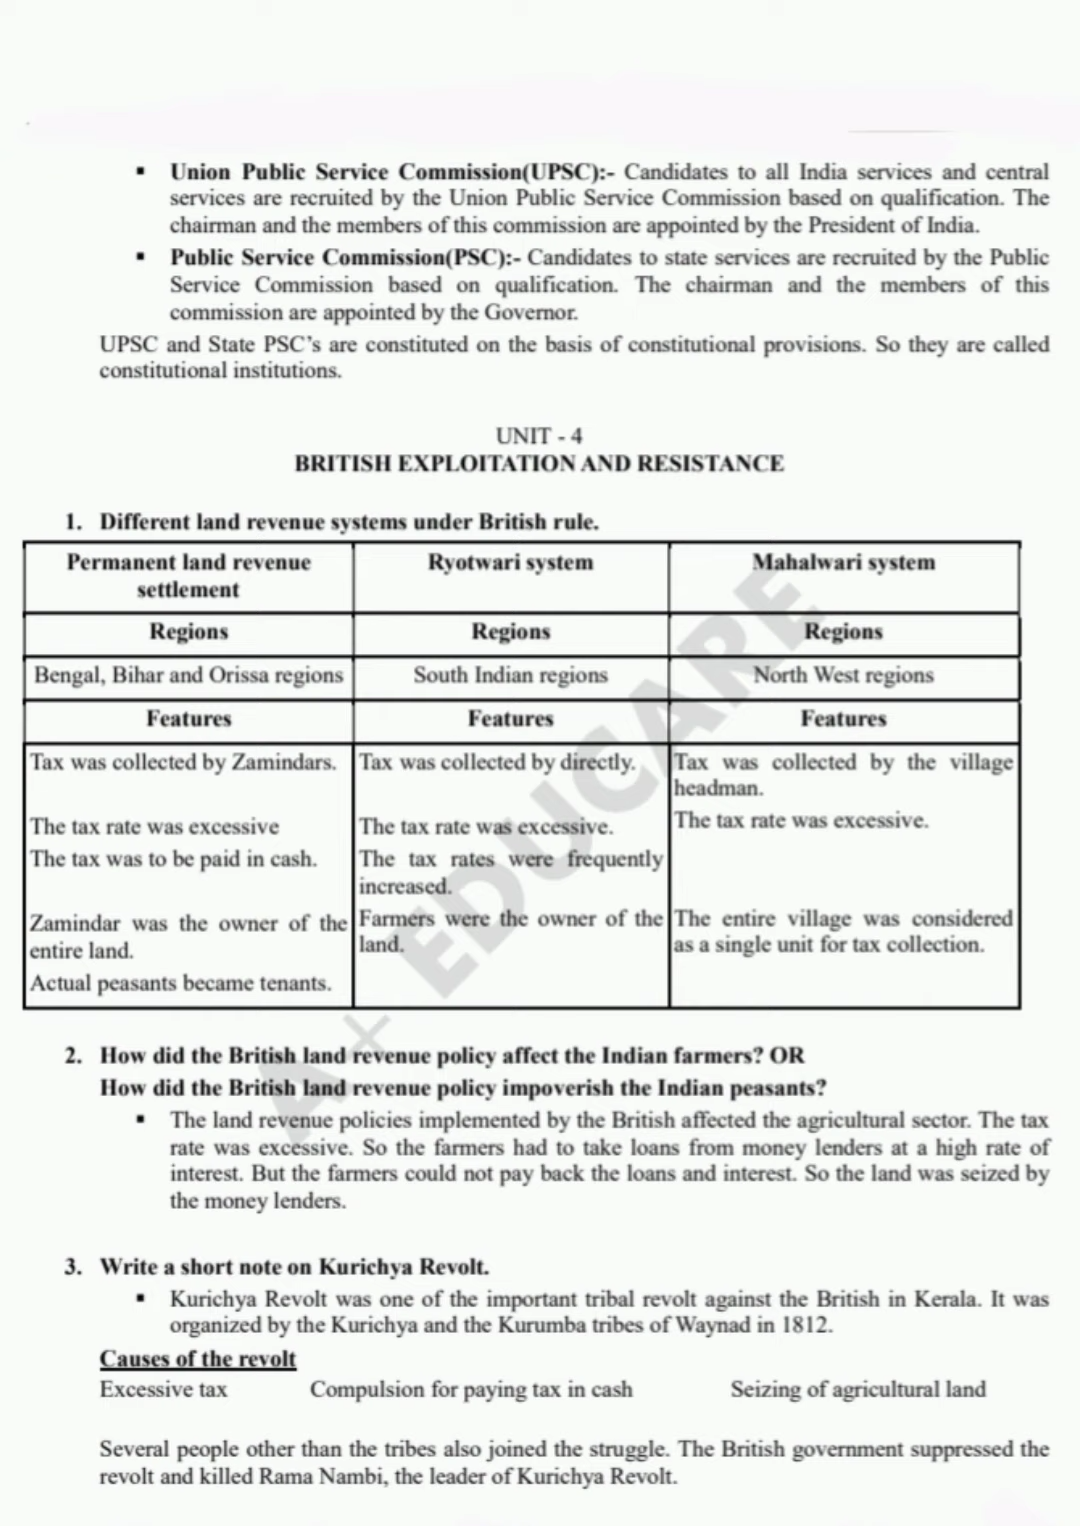 ▪ Union Public Service Commission(UPSC):- Candidates to all India services and central
services are recruited by the Union Public Service Commission based on qualification. The
chairman and the members of this commission are appointed by the President of India.
▪ Public Service Commission(PSC):- Candidates to state services are recruited by the Public
Service Commission based on qualification. The chairman and the members of this
commission are appointed by the Governor.
UPSC and State PSC's are constituted on the basis of constitutional provisions. So they are called
constitutional institutions.
UNIT - 4
BRITISH EXPLOITATION AND RESISTANCE
1. Different land revenue systems under British rule.
Permanent land revenue
settlement
Ryotwari system
Mahalwari system
Regions
Regions
Regions
Bengal, Bihar and Orissa regions
South Indian regions
North West regions
Features
Features
Features
Tax was collected by Zamindars.
The tax rate was excessive
The tax was to be paid in cash.
Zamindar was the owner of the
entire land.
Actual peasants became tenants.
Tax was collected by directly.
The tax rate was excessive.
The tax rates were frequently
increased.
Farmers were the owner of the
land.
Tax was collected by the village
headman.
The tax rate was excessive.
The entire village was considered
as a single unit for tax collection.
2. How did the British land revenue policy affect the Indian farmers? OR
How did the British land revenue policy impoverish the Indian peasants?
▪ The land revenue policies implemented by the British affected the agricultural sector. The tax
rate was excessive. So the farmers had to take loans from money lenders at a high rate of
interest. But the farmers could not pay back the loans and interest. So the land was seized by
the money lenders.
3. Write a short note on Kurichya Revolt.
▪ Kurichya Revolt was one of the important tribal revolt against the British in Kerala. It was
organized by the Kurichya and the Kurumba tribes of Waynad in 1812.
Causes of the revolt
Excessive tax Compulsion for paying tax in cash Seizing of agricultural land
Several people other than the tribes also joined the struggle. The British government suppressed the
revolt and killed Rama Nambi, the leader of Kurichya Revolt.
A+ EDUCARE